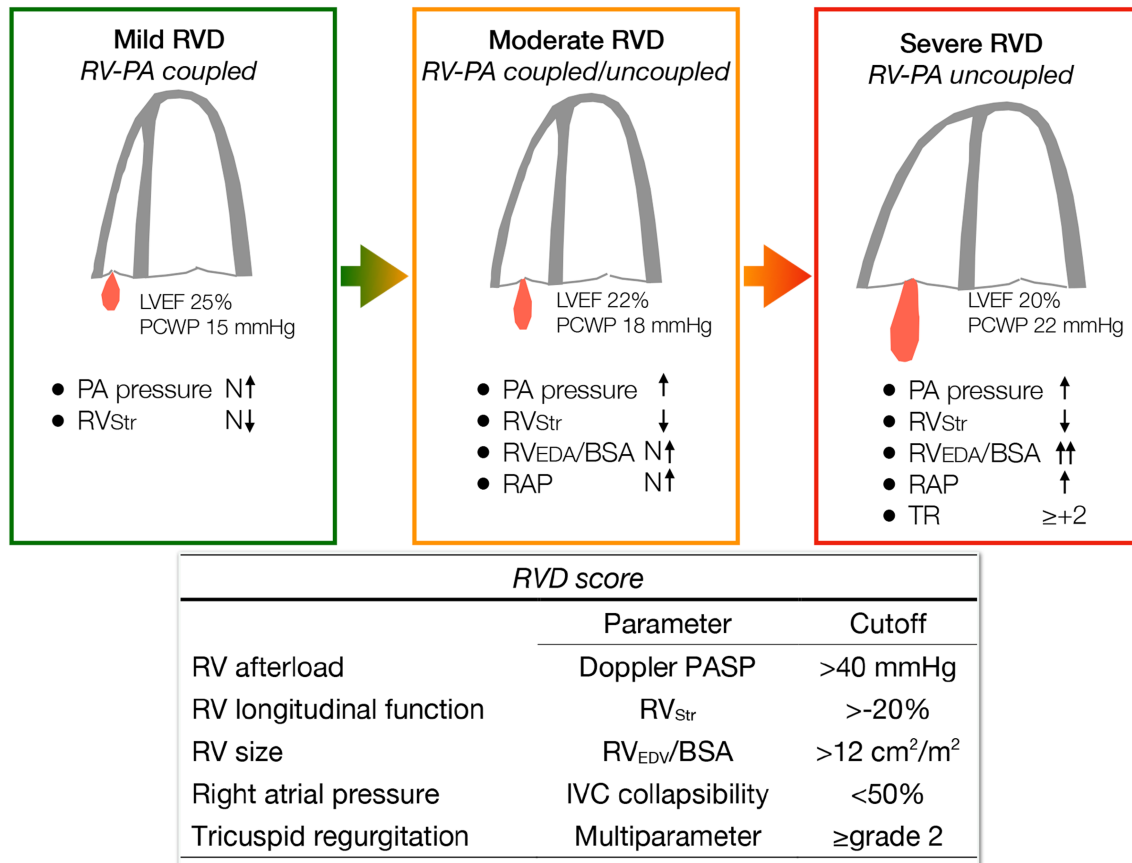 Mild RVD
RV-PA coupled
LVEF 25%
PCWP 15 mmHg
● PA pressure N↑
● RVStr N↓
Moderate RVD
RV-PA coupled/uncoupled
LVEF 22%
PCWP 18 mmHg
● PA pressure ↑
● RVStr ↓
● RVEDA/BSA N↑
● RAP N↑
Severe RVD
RV-PA uncoupled
LVEF 20%
PCWP 22 mmHg
● PA pressure ↑
● RVStr ↓
● RVEDA/BSA ↑↑
● RAP ↑
● TR ≥+2
RVD score
Parameter Cutoff
RV afterload Doppler PASP >40 mmHg
RV longitudinal function RVStr >-20%
RV size RVEDV/BSA >12 cm²/m²
Right atrial pressure IVC collapsibility <50%
Tricuspid regurgitation Multiparameter ≥grade 2